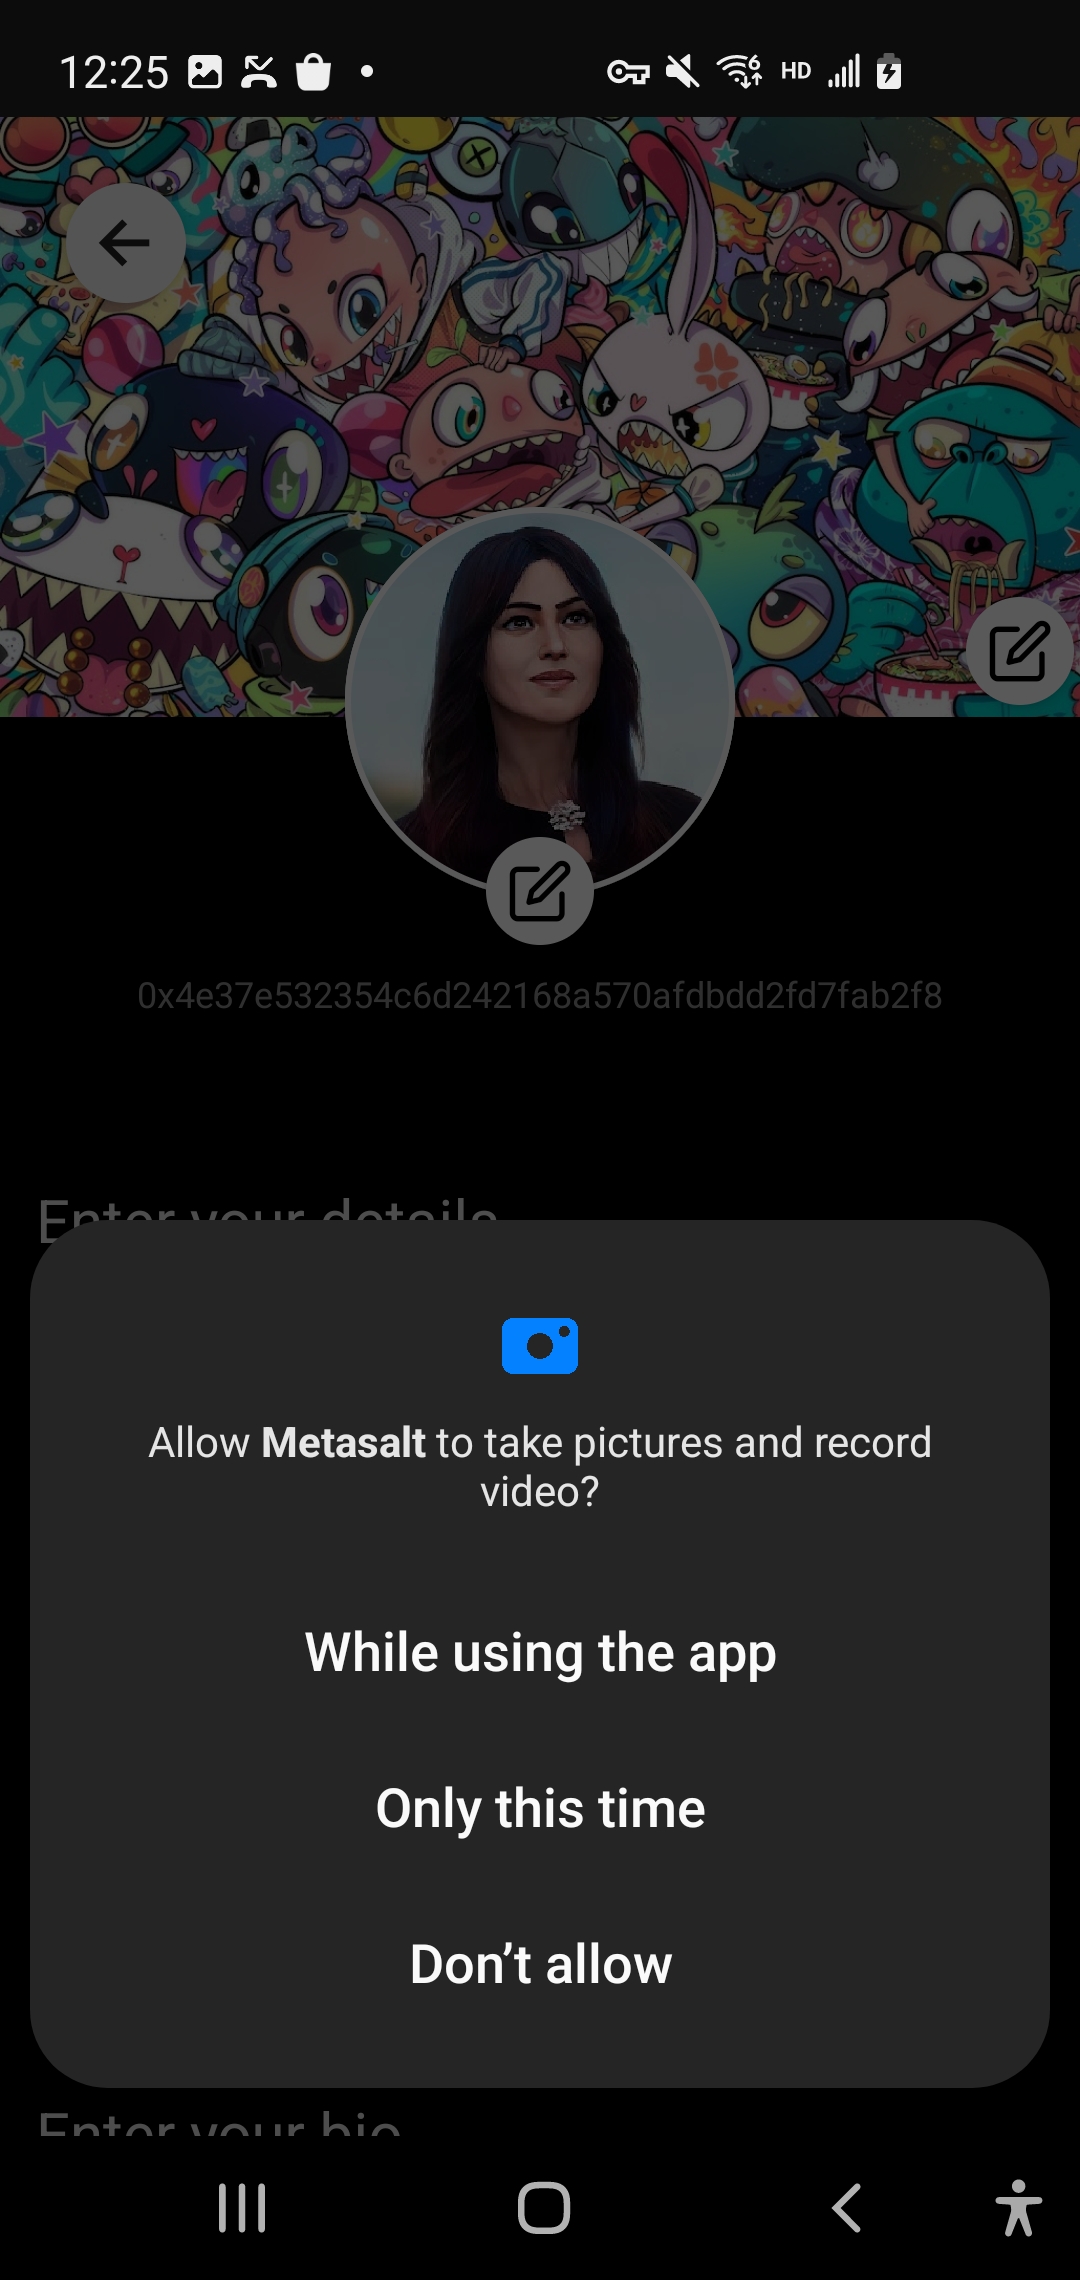 12:25
6
HD
0x4e37e532354c6d242168a570afdbdd2fd7fab2f8
Enter your details
Allow Metasalt to take pictures and record
video?
While using the app
Only this time
Don’t allow
Enter your bio